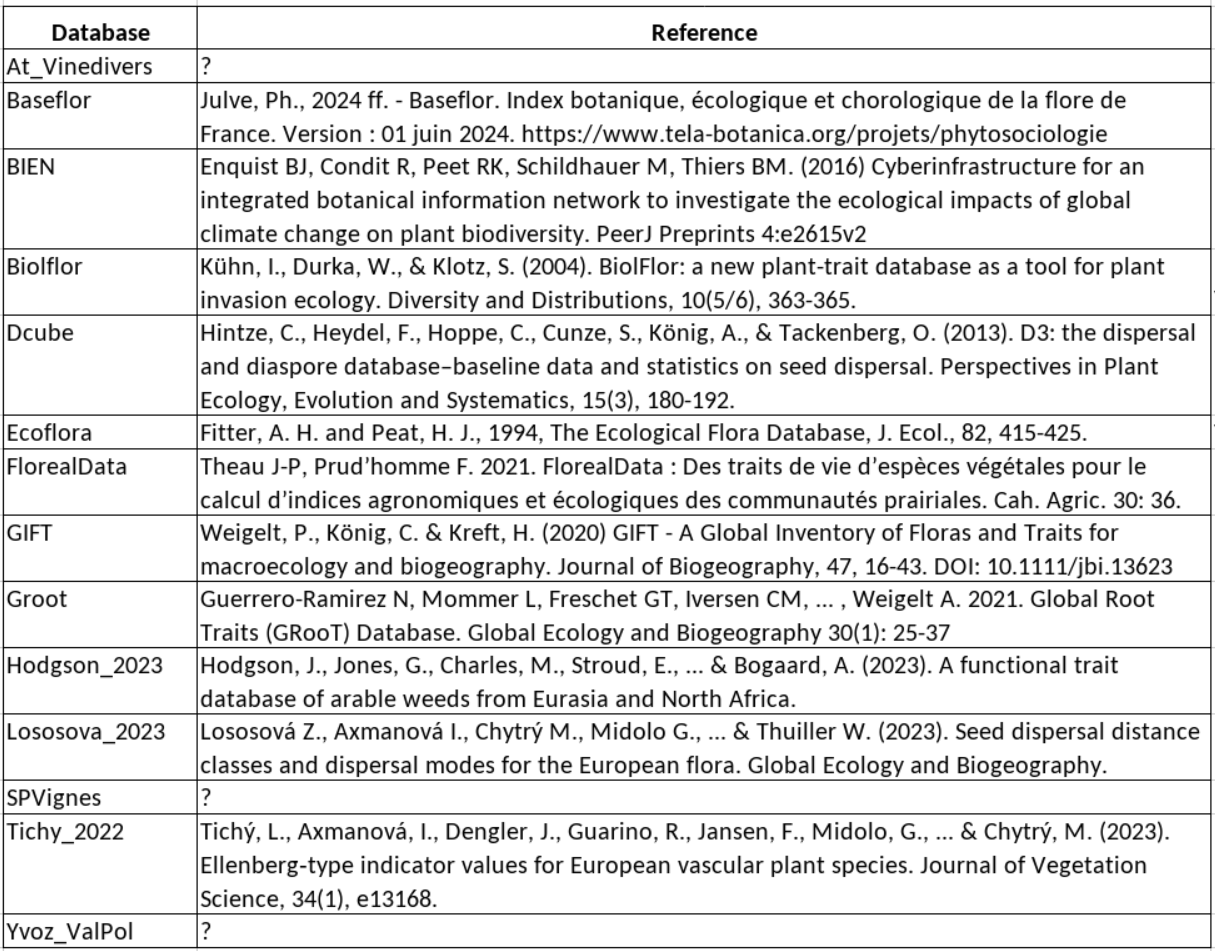 Database Reference
At_Vinedivers ?
Baseflor Julve, Ph., 2024 ff. - Baseflor. Index botanique, écologique et chorologique de la flore de
France. Version : 01 juin 2024. https://www.tela-botanica.org/projets/phytosociologie
BIEN Enquist BJ, Condit R, Peet RK, Schildhauer M, Thiers BM. (2016) Cyberinfrastructure for an
integrated botanical information network to investigate the ecological impacts of global
climate change on plant biodiversity. PeerJ Preprints 4:e2615v2
Biolflor Kühn, I., Durka, W., & Klotz, S. (2004). BiolFlor: a new plant-trait database as a tool for plant
invasion ecology. Diversity and Distributions, 10(5/6), 363-365.
Dcube Hintze, C., Heydel, F., Hoppe, C., Cunze, S., König, A., & Tackenberg, O. (2013). D3: the dispersal
and diaspore database–baseline data and statistics on seed dispersal. Perspectives in Plant
Ecology, Evolution and Systematics, 15(3), 180-192.
Ecoflora Fitter, A. H. and Peat, H. J., 1994, The Ecological Flora Database, J. Ecol., 82, 415-425.
FlorealData Theau J-P, Prud’homme F. 2021. FlorealData : Des traits de vie d’espèces végétales pour le
calcul d’indices agronomiques et écologiques des communautés prairiales. Cah. Agric. 30: 36.
GIFT Weigelt, P., König, C. & Kreft, H. (2020) GIFT - A Global Inventory of Floras and Traits for
macroecology and biogeography. Journal of Biogeography, 47, 16-43. DOI: 10.1111/jbi.13623
Groot Guerrero-Ramirez N, Mommer L, Freschet GT, Iversen CM, ... , Weigelt A. 2021. Global Root
Traits (GRooT) Database. Global Ecology and Biogeography 30(1): 25-37
Hodgson_2023 Hodgson, J., Jones, G., Charles, M., Stroud, E., ... & Bogaard, A. (2023). A functional trait
database of arable weeds from Eurasia and North Africa.
Lososova_2023 Lososová Z., Axmanová I., Chytrý M., Midolo G., ... & Thuiller W. (2023). Seed dispersal distance
classes and dispersal modes for the European flora. Global Ecology and Biogeography.
SPVignes ?
Tichy_2022 Tichý, L., Axmanová, I., Dengler, J., Guarino, R., Jansen, F., Midolo, G., ... & Chytrý, M. (2023).
Ellenberg-type indicator values for European vascular plant species. Journal of Vegetation
Science, 34(1), e13168.
Yvoz_ValPol ?